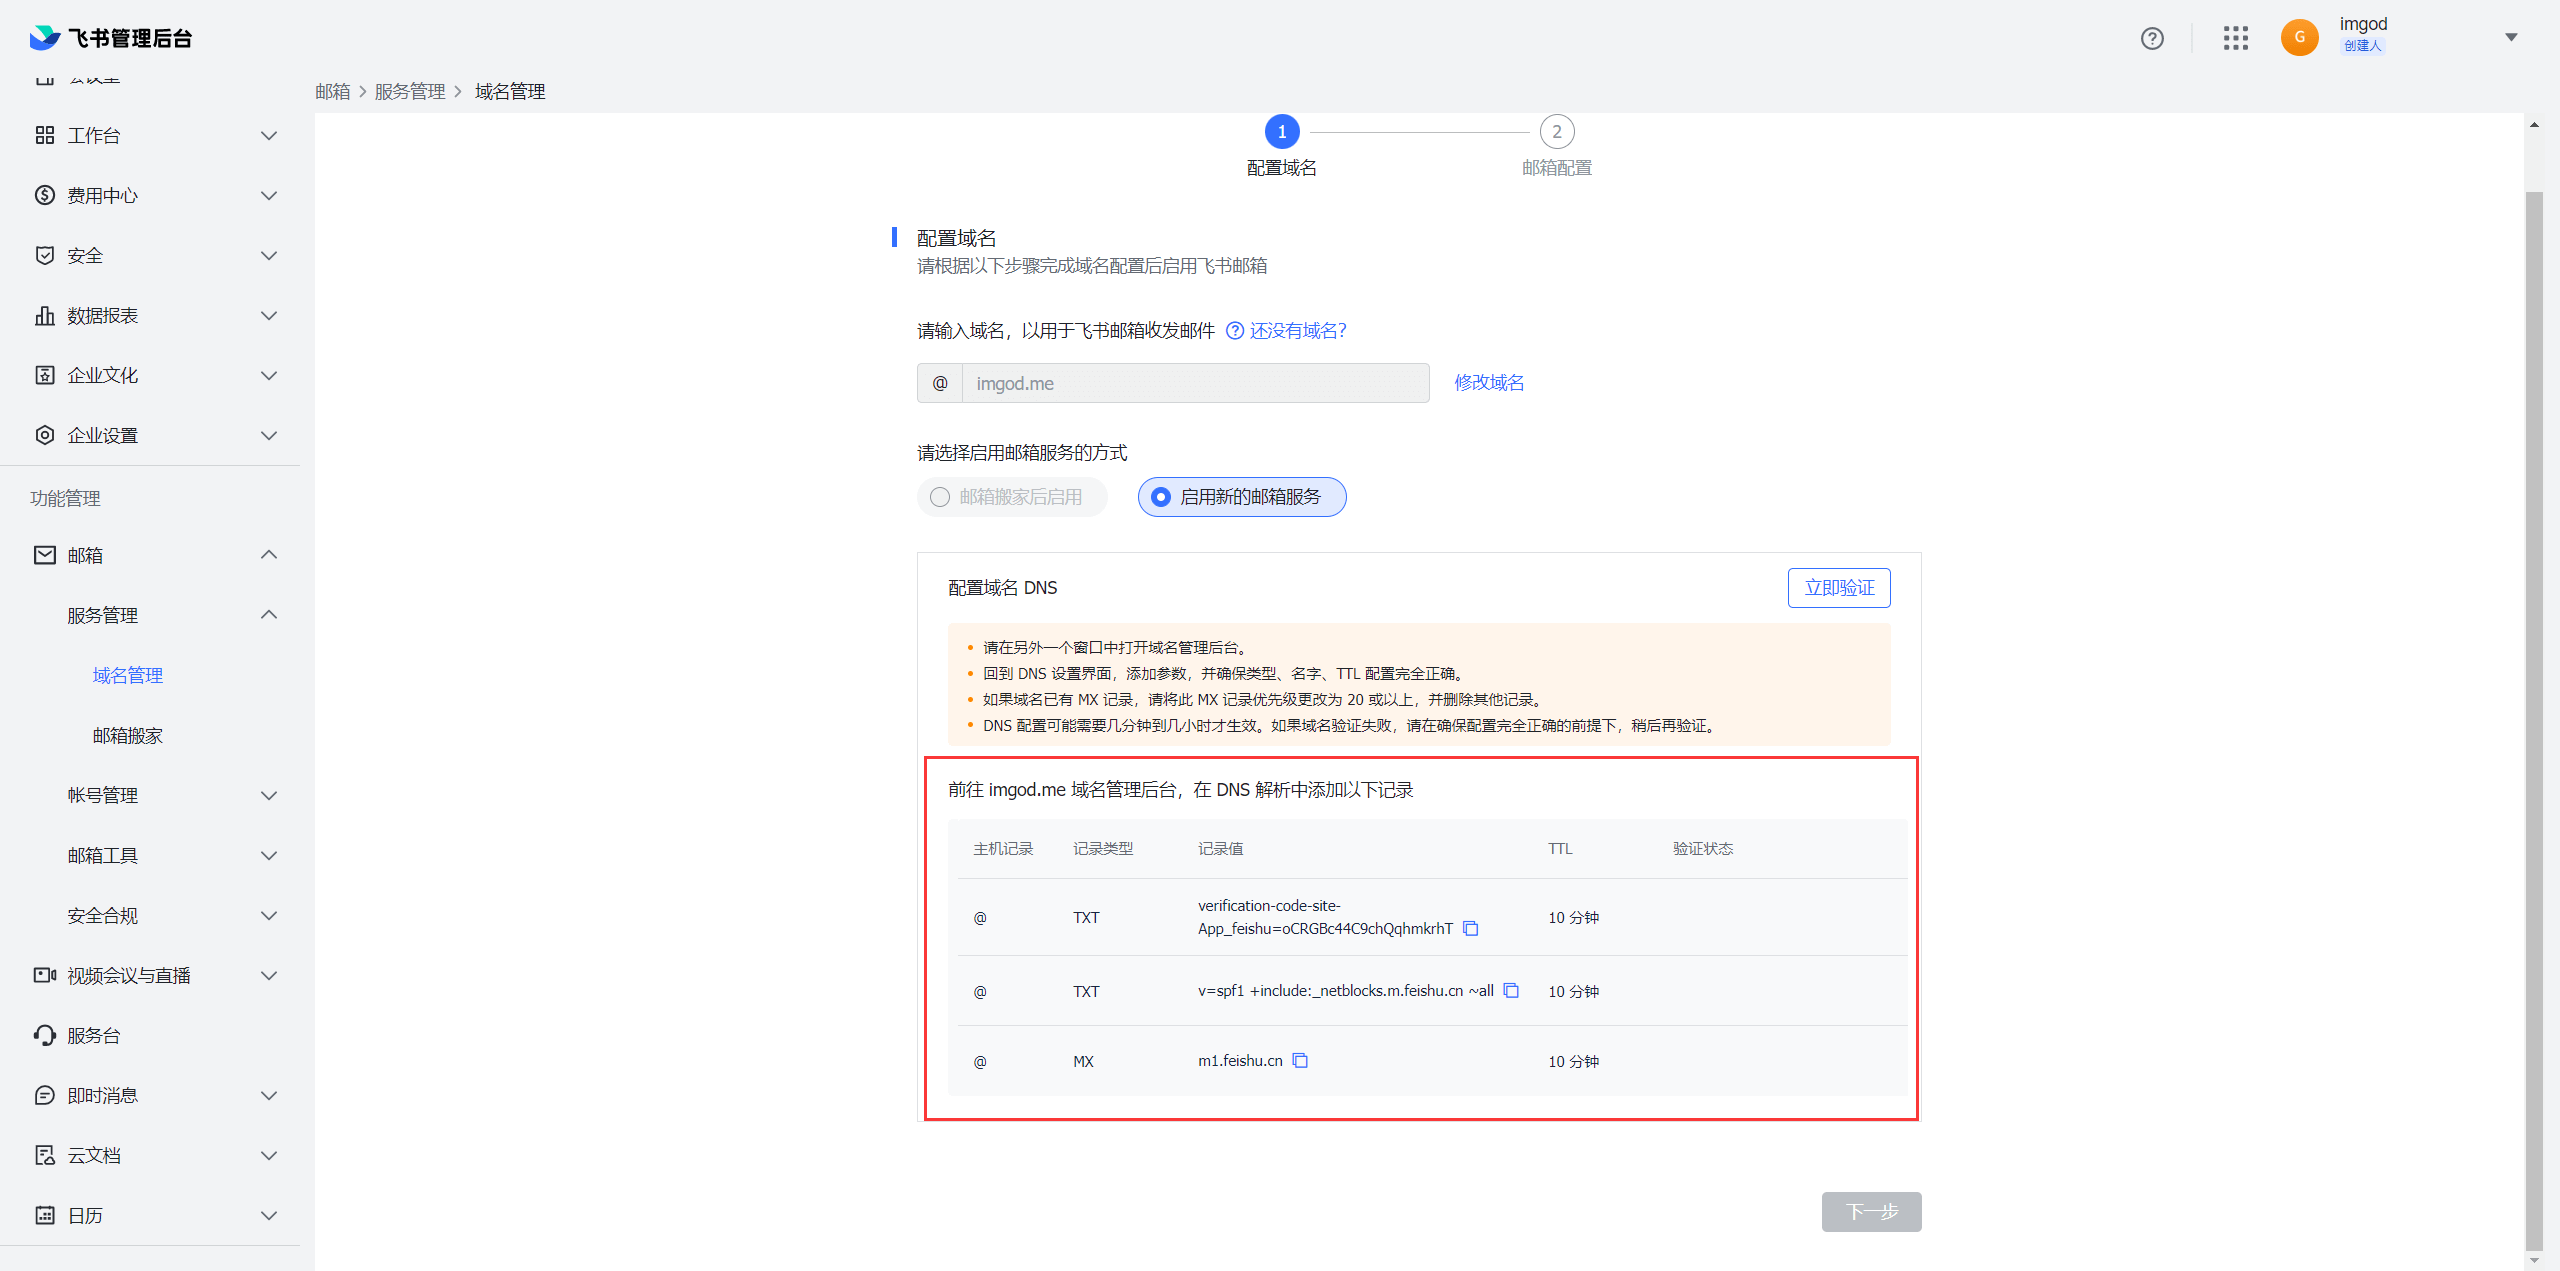 飞书管理后台
G
imgod
创建人
工作台
费用中心
安全
数据报表
企业文化
企业设置
功能管理
邮箱
服务管理
域名管理
邮箱搬家
帐号管理
邮箱工具
安全合规
视频会议与直播
服务台
即时消息
云文档
日历
邮箱 > 服务管理 > 域名管理
1
2
配置域名
邮箱配置
配置域名
请根据以下步骤完成域名配置后启用飞书邮箱
请输入域名，以用于飞书邮箱收发邮件 还没有域名?
@ imgod.me 修改域名
请选择启用邮箱服务的方式
邮箱搬家后启用 启用新的邮箱服务
配置域名 DNS 立即验证
请在另外一个窗口中打开域名管理后台。
回到 DNS 设置界面，添加参数，并确保类型、名字、TTL 配置完全正确。
如果域名已有 MX 记录，请将此 MX 记录优先级更改为 20 或以上，并删除其他记录。
DNS 配置可能需要几分钟到几小时才生效。如果域名验证失败，请在确保配置完全正确的前提下，稍后再验证。
前往 imgod.me 域名管理后台，在 DNS 解析中添加以下记录
主机记录 记录类型 记录值 TTL 验证状态
@ TXT verification-code-site-
App_feishu=oCRGBc44C9chQqhmkrhT 10 分钟
@ TXT v=spf1 +include:_netblocks.m.feishu.cn ~all 10 分钟
@ MX m1.feishu.cn 10 分钟
下一步